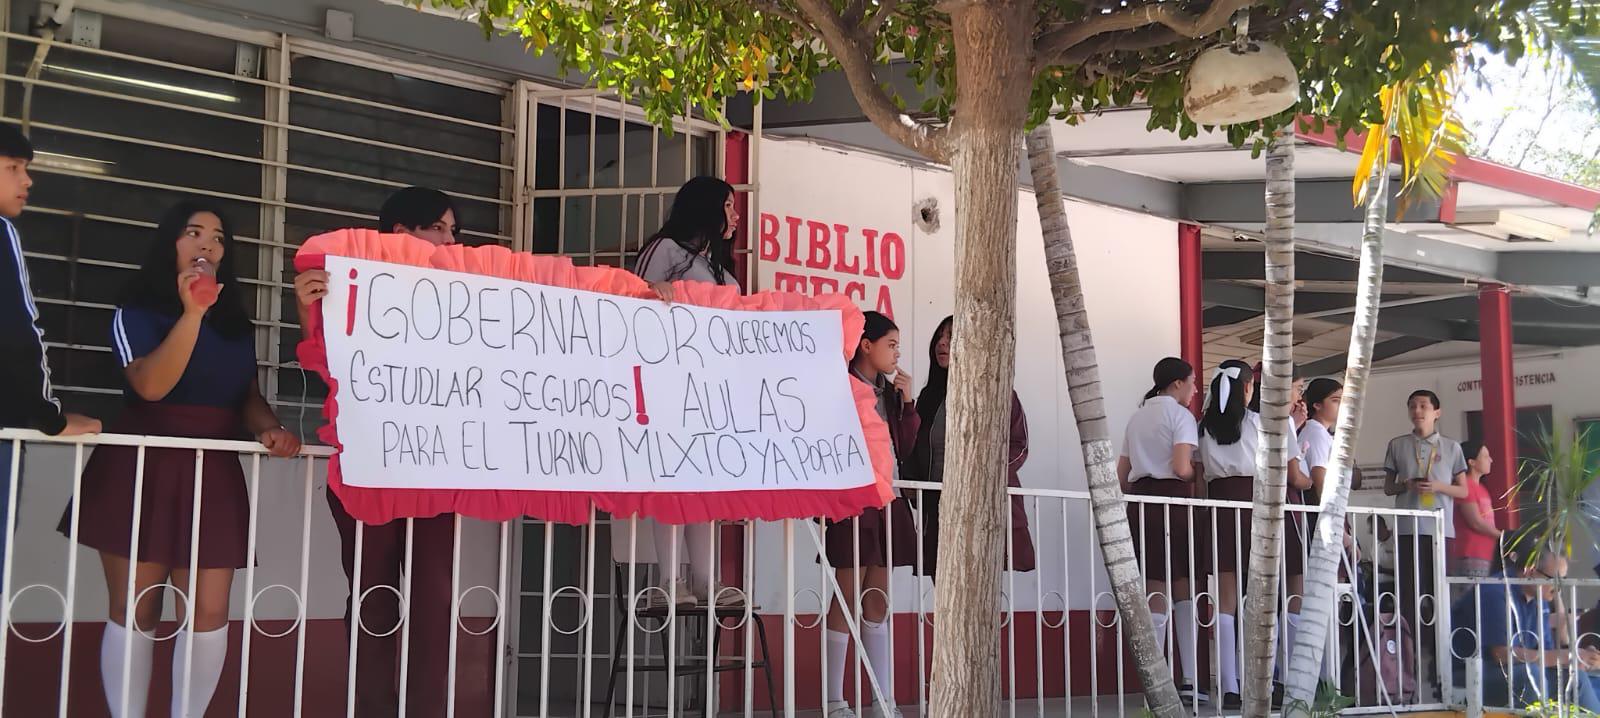 ¡GOBERNADOR QUEREMOS
ESTUDIAR SEGUROS! AULAS
PARA EL TURNO MIXTO YA PORFA
BIBLIO
TECA